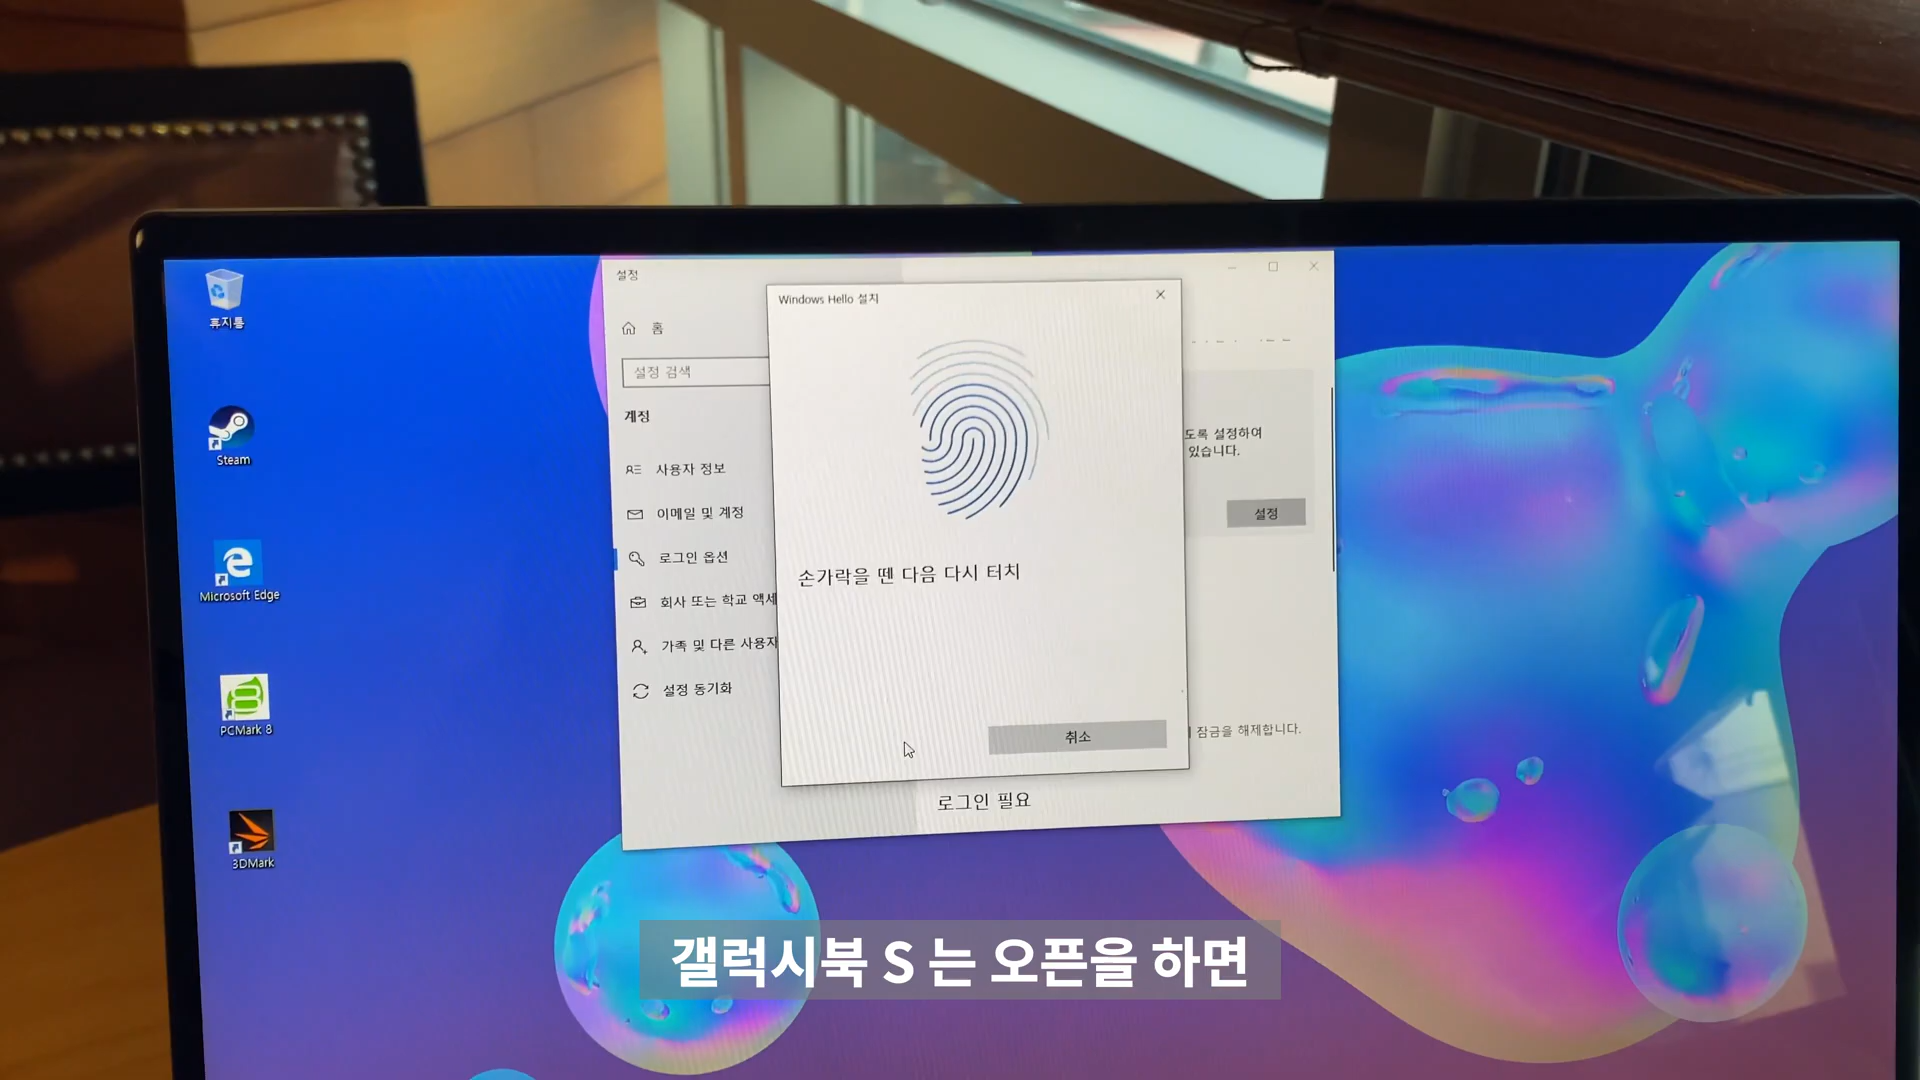 휴지통
Steam
Microsoft Edge
PCMark 8
3DMark
설정
홈
설정 검색
계정
사용자 정보
이메일 및 계정
로그인 옵션
회사 또는 학교 액세
가족 및 다른 사용자
설정 동기화
Windows Hello 설치
손가락을 뗀 다음 다시 터치
취소
도록 설정하여
있습니다.
설정
잠금을 해제합니다.
로그인 필요
갤럭시북 S 는 오픈을 하면